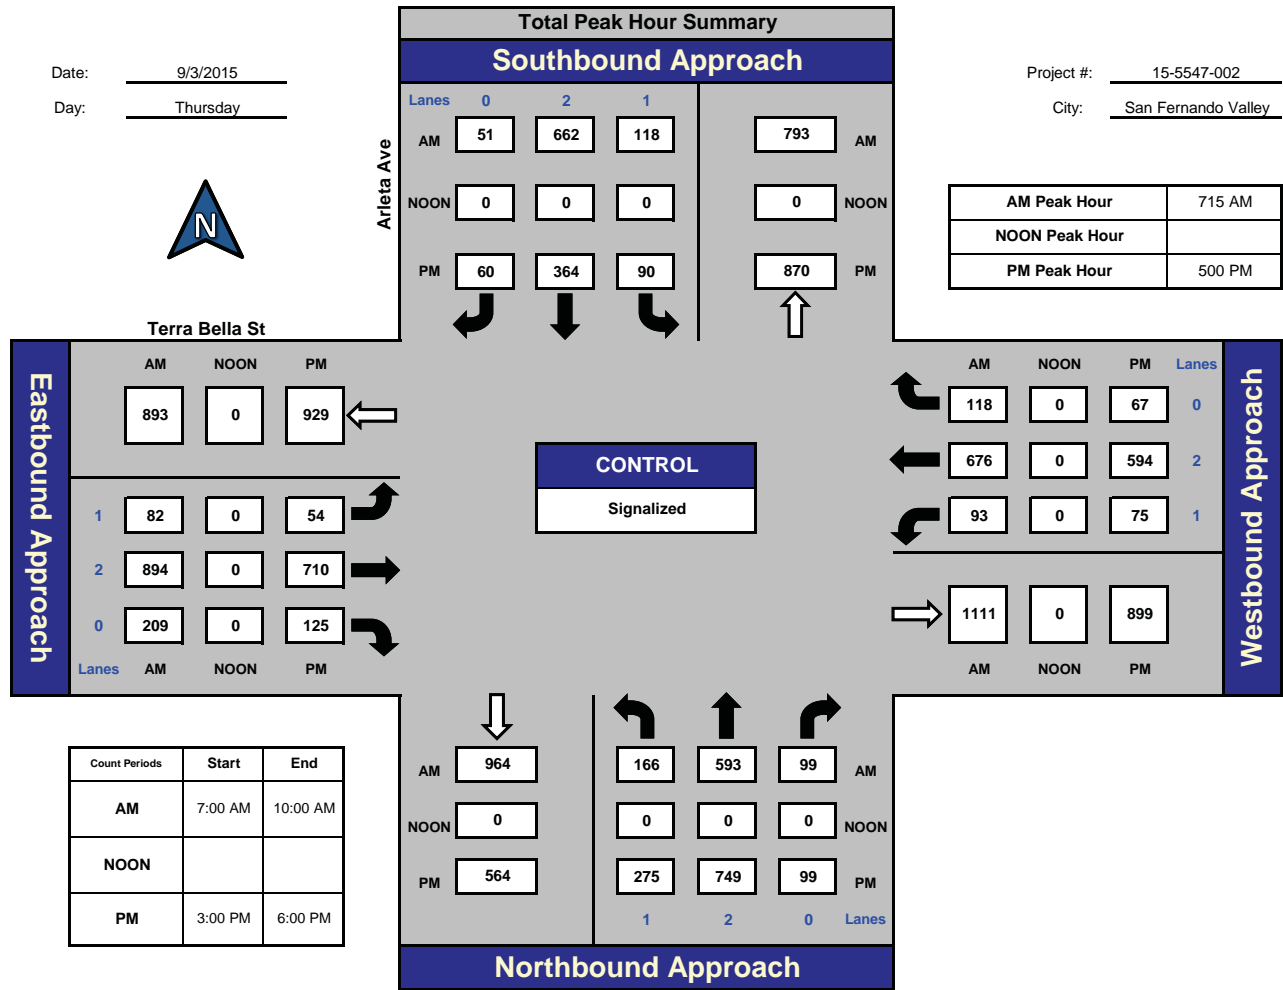 Total Peak Hour Summary
Southbound Approach
Date: 9/3/2015
Day: Thursday
Project #: 15-5547-002
City: San Fernando Valley
N
Arleta Ave
Lanes 0 2 1
AM 51 662 118 793 AM
NOON 0 0 0 0 NOON
PM 60 364 90 870 PM
AM Peak Hour 715 AM
NOON Peak Hour
PM Peak Hour 500 PM
Terra Bella St
Eastbound Approach
AM NOON PM
893 0 929
1 82 0 54
2 894 0 710
0 209 0 125
Lanes AM NOON PM
CONTROL
Signalized
AM NOON PM Lanes
118 0 67 0
676 0 594 2
93 0 75 1
1111 0 899
AM NOON PM
Westbound Approach
Count Periods Start End
AM 7:00 AM 10:00 AM
NOON
PM 3:00 PM 6:00 PM
AM 964 166 593 99 AM
NOON 0 0 0 0 NOON
PM 564 275 749 99 PM
1 2 0 Lanes
Northbound Approach